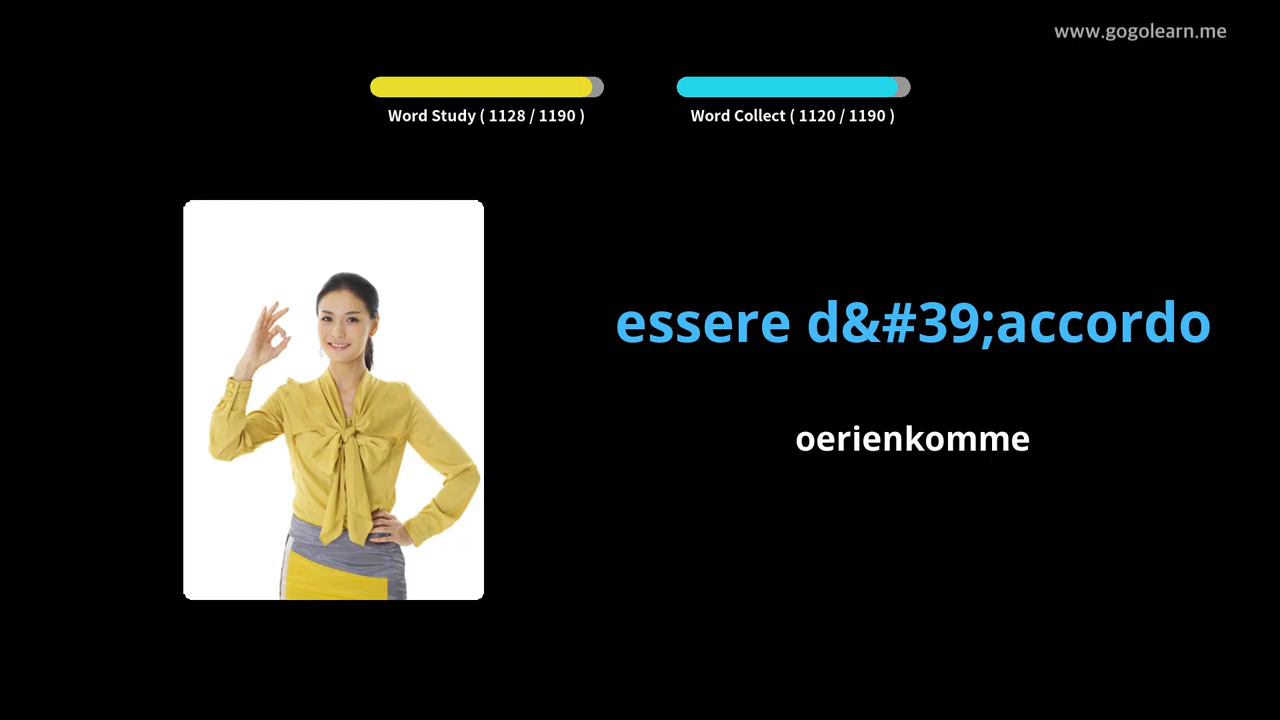 www.gogolearn.me
Word Study ( 1128 / 1190 )
Word Collect ( 1120 / 1190 )
essere d&#39;accordo
oerienkomme